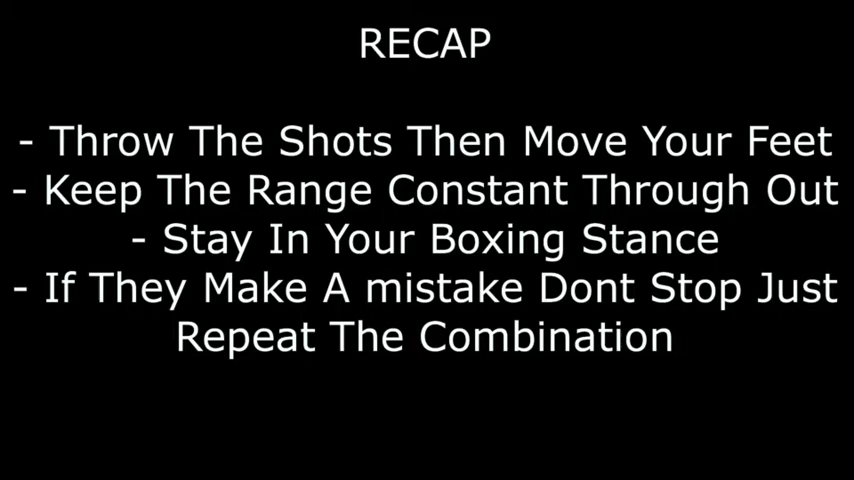 RECAP
- Throw The Shots Then Move Your Feet
- Keep The Range Constant Through Out
- Stay In Your Boxing Stance
- If They Make A mistake Dont Stop Just
Repeat The Combination